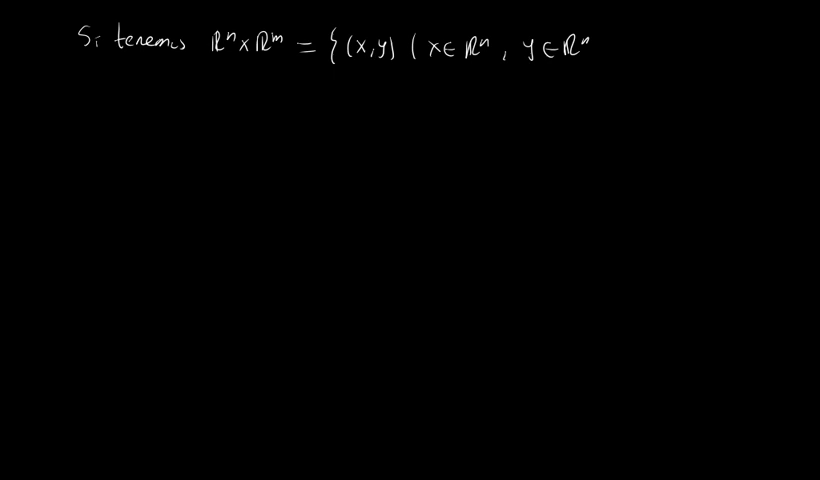 Si tenemos ℝⁿ×ℝᵐ = {(x,y) | x∈ℝⁿ, y∈ℝⁿ